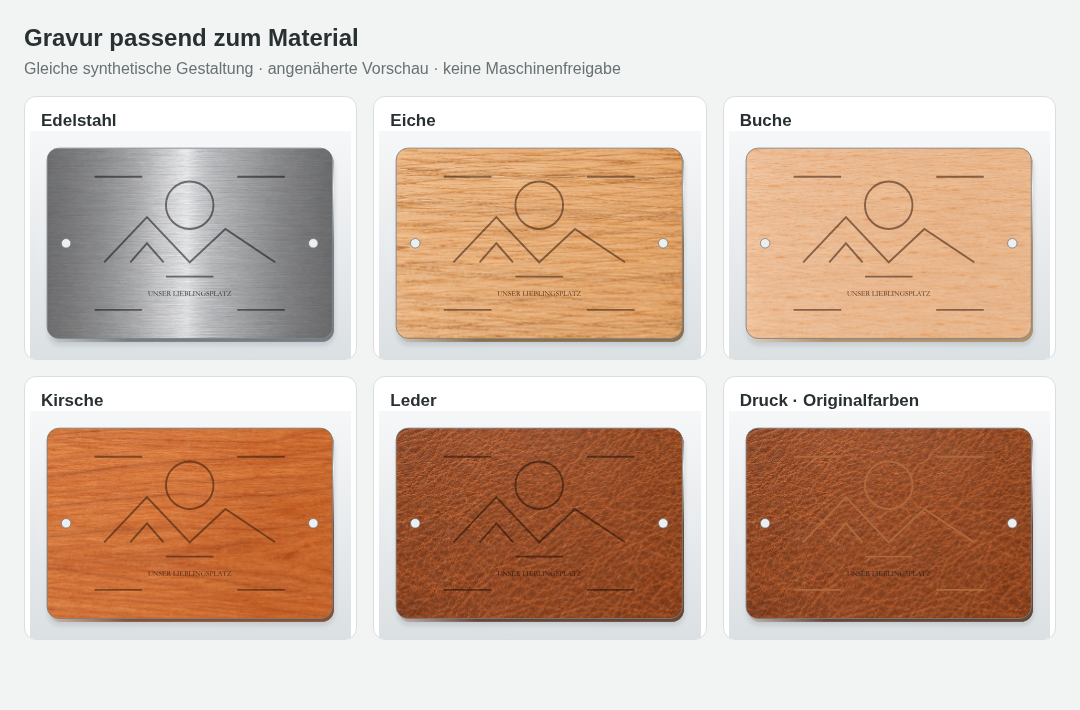 Gravur passend zum Material
Gleiche synthetische Gestaltung · angenäherte Vorschau · keine Maschinenfreigabe
Edelstahl
UNSER LIEBLINGSPLATZ
Eiche
UNSER LIEBLINGSPLATZ
Buche
UNSER LIEBLINGSPLATZ
Kirsche
UNSER LIEBLINGSPLATZ
Leder
UNSER LIEBLINGSPLATZ
Druck · Originalfarben
UNSER LIEBLINGSPLATZ